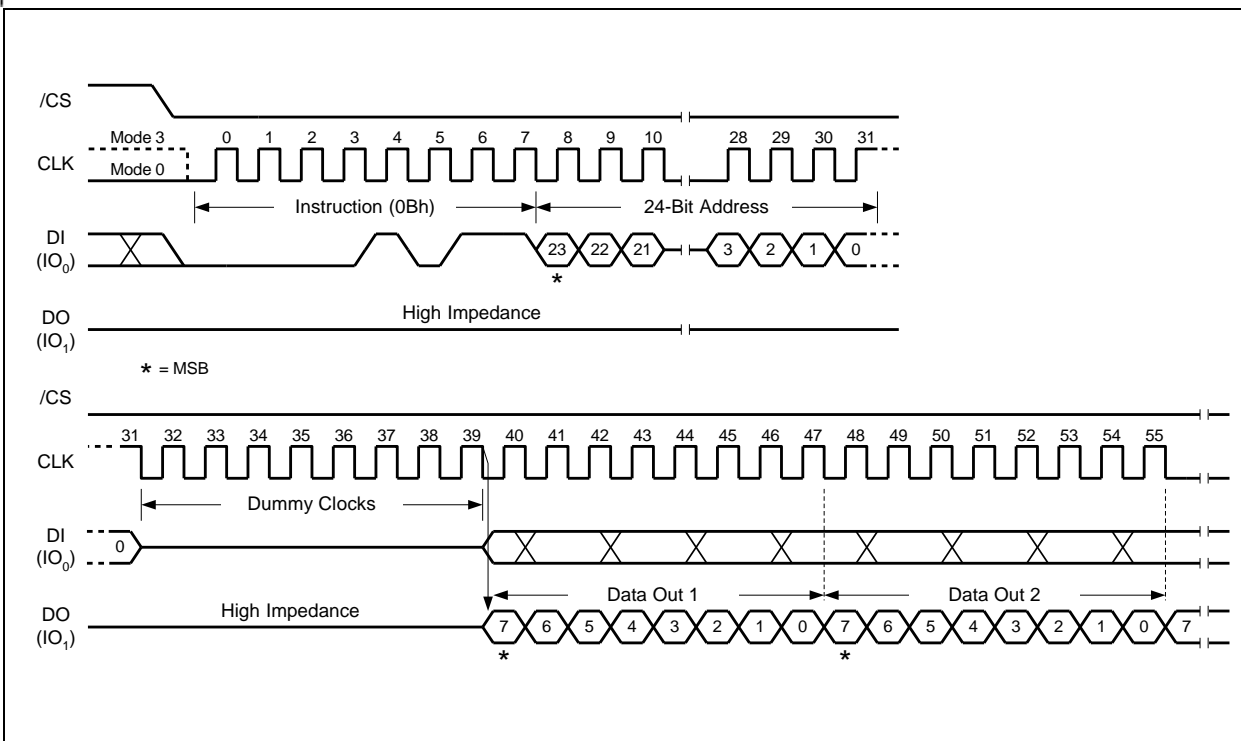 /CS
Mode 3 0 1 2 3 4 5 6 7 8 9 10 28 29 30 31
CLK
Mode 0
Instruction (0Bh) 24-Bit Address
DI
(IO0) 23 22 21 3 2 1 0
*
DO High Impedance
(IO1)
* = MSB
/CS
31 32 33 34 35 36 37 38 39 40 41 42 43 44 45 46 47 48 49 50 51 52 53 54 55
CLK
Dummy Clocks
DI
(IO0) 0
Data Out 1 Data Out 2
DO High Impedance
(IO1) 7 6 5 4 3 2 1 0 7 6 5 4 3 2 1 0 7
* *